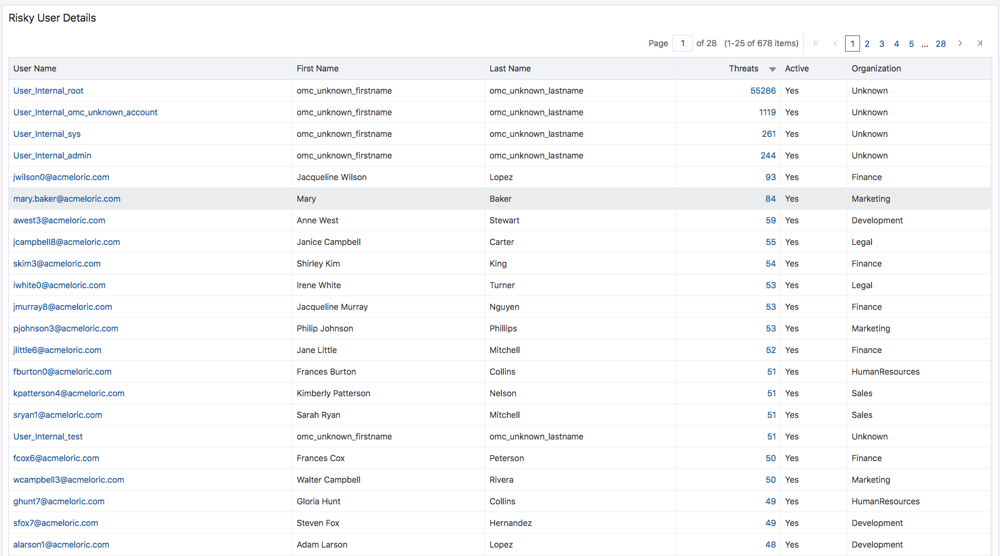 Risky User Details
Page 1 of 28 (1-25 of 678 items) 1 2 3 4 5 ... 28
User Name First Name Last Name Threats Active Organization
User_Internal_root omc_unknown_firstname omc_unknown_lastname 55286 Yes Unknown
User_Internal_omc_unknown_account omc_unknown_firstname omc_unknown_lastname 1119 Yes Unknown
User_Internal_sys omc_unknown_firstname omc_unknown_lastname 261 Yes Unknown
User_Internal_admin omc_unknown_firstname omc_unknown_lastname 244 Yes Unknown
jwilson0@acmeloric.com Jacqueline Wilson Lopez 93 Yes Finance
mary.baker@acmeloric.com Mary Baker 84 Yes Marketing
awest3@acmeloric.com Anne West Stewart 59 Yes Development
jcampbell8@acmeloric.com Janice Campbell Carter 55 Yes Legal
skim3@acmeloric.com Shirley Kim King 54 Yes Finance
iwhite0@acmeloric.com Irene White Turner 53 Yes Legal
jmurray8@acmeloric.com Jacqueline Murray Nguyen 53 Yes Finance
pjohnson3@acmeloric.com Philip Johnson Phillips 53 Yes Marketing
jlittle6@acmeloric.com Jane Little Mitchell 52 Yes Finance
fburton0@acmeloric.com Frances Burton Collins 51 Yes HumanResources
kpatterson4@acmeloric.com Kimberly Patterson Nelson 51 Yes Sales
sryan1@acmeloric.com Sarah Ryan Mitchell 51 Yes Sales
User_Internal_test omc_unknown_firstname omc_unknown_lastname 51 Yes Unknown
fcox6@acmeloric.com Frances Cox Peterson 50 Yes Finance
wcampbell3@acmeloric.com Walter Campbell Rivera 50 Yes Marketing
ghunt7@acmeloric.com Gloria Hunt Collins 49 Yes HumanResources
sfox7@acmeloric.com Steven Fox Hernandez 49 Yes Development
alarson1@acmeloric.com Adam Larson Lopez 48 Yes Development